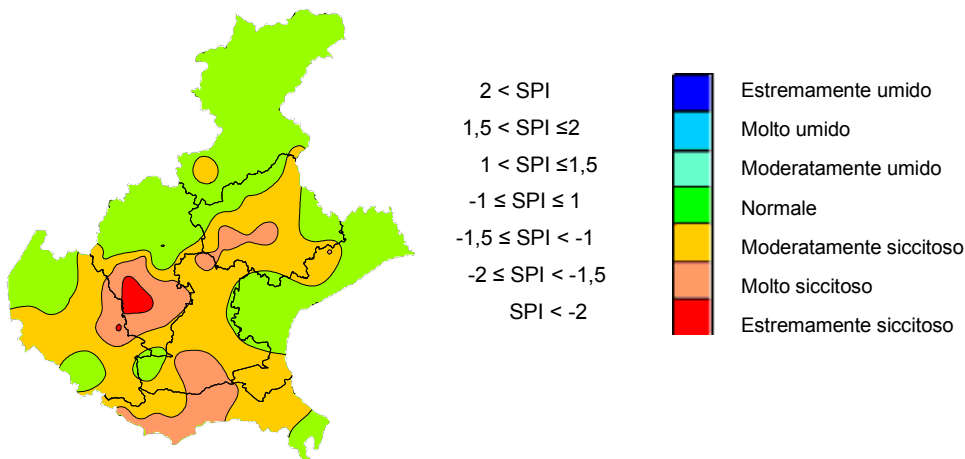 2 < SPI Estremamente umido
1,5 < SPI ≤2 Molto umido
1 < SPI ≤1,5 Moderatamente umido
-1 ≤ SPI ≤ 1 Normale
-1,5 ≤ SPI < -1 Moderatamente siccitoso
-2 ≤ SPI < -1,5 Molto siccitoso
SPI < -2 Estremamente siccitoso